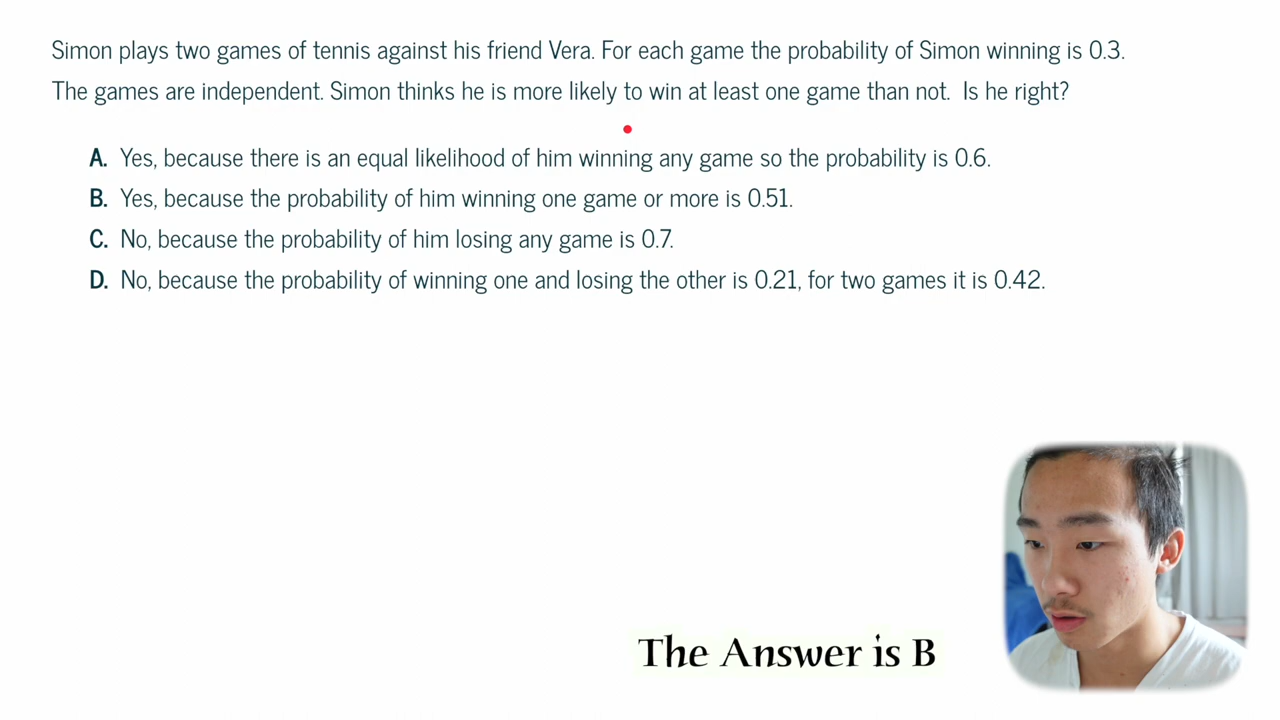 Simon plays two games of tennis against his friend Vera. For each game the probability of Simon winning is 0.3.
The games are independent. Simon thinks he is more likely to win at least one game than not. Is he right?
A. Yes, because there is an equal likelihood of him winning any game so the probability is 0.6.
B. Yes, because the probability of him winning one game or more is 0.51.
C. No, because the probability of him losing any game is 0.7.
D. No, because the probability of winning one and losing the other is 0.21, for two games it is 0.42.
The Answer is B